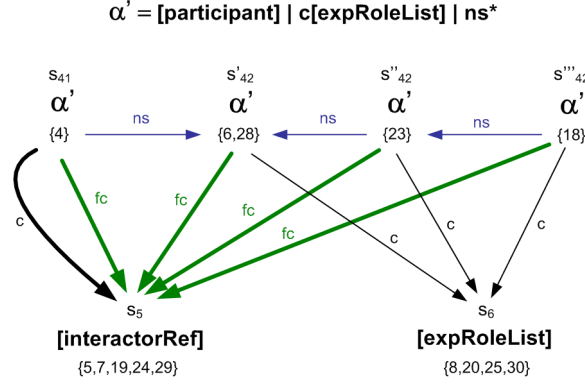 α' = [participant] | c[expRoleList] | ns*
s41 s'42 s''42 s'''42
α' α' α' α'
ns ns ns
{4} {6,28} {23} {18}
fc fc fc
c c c c
fc
s5 s6
[interactorRef] [expRoleList]
{5,7,19,24,29} {8,20,25,30}